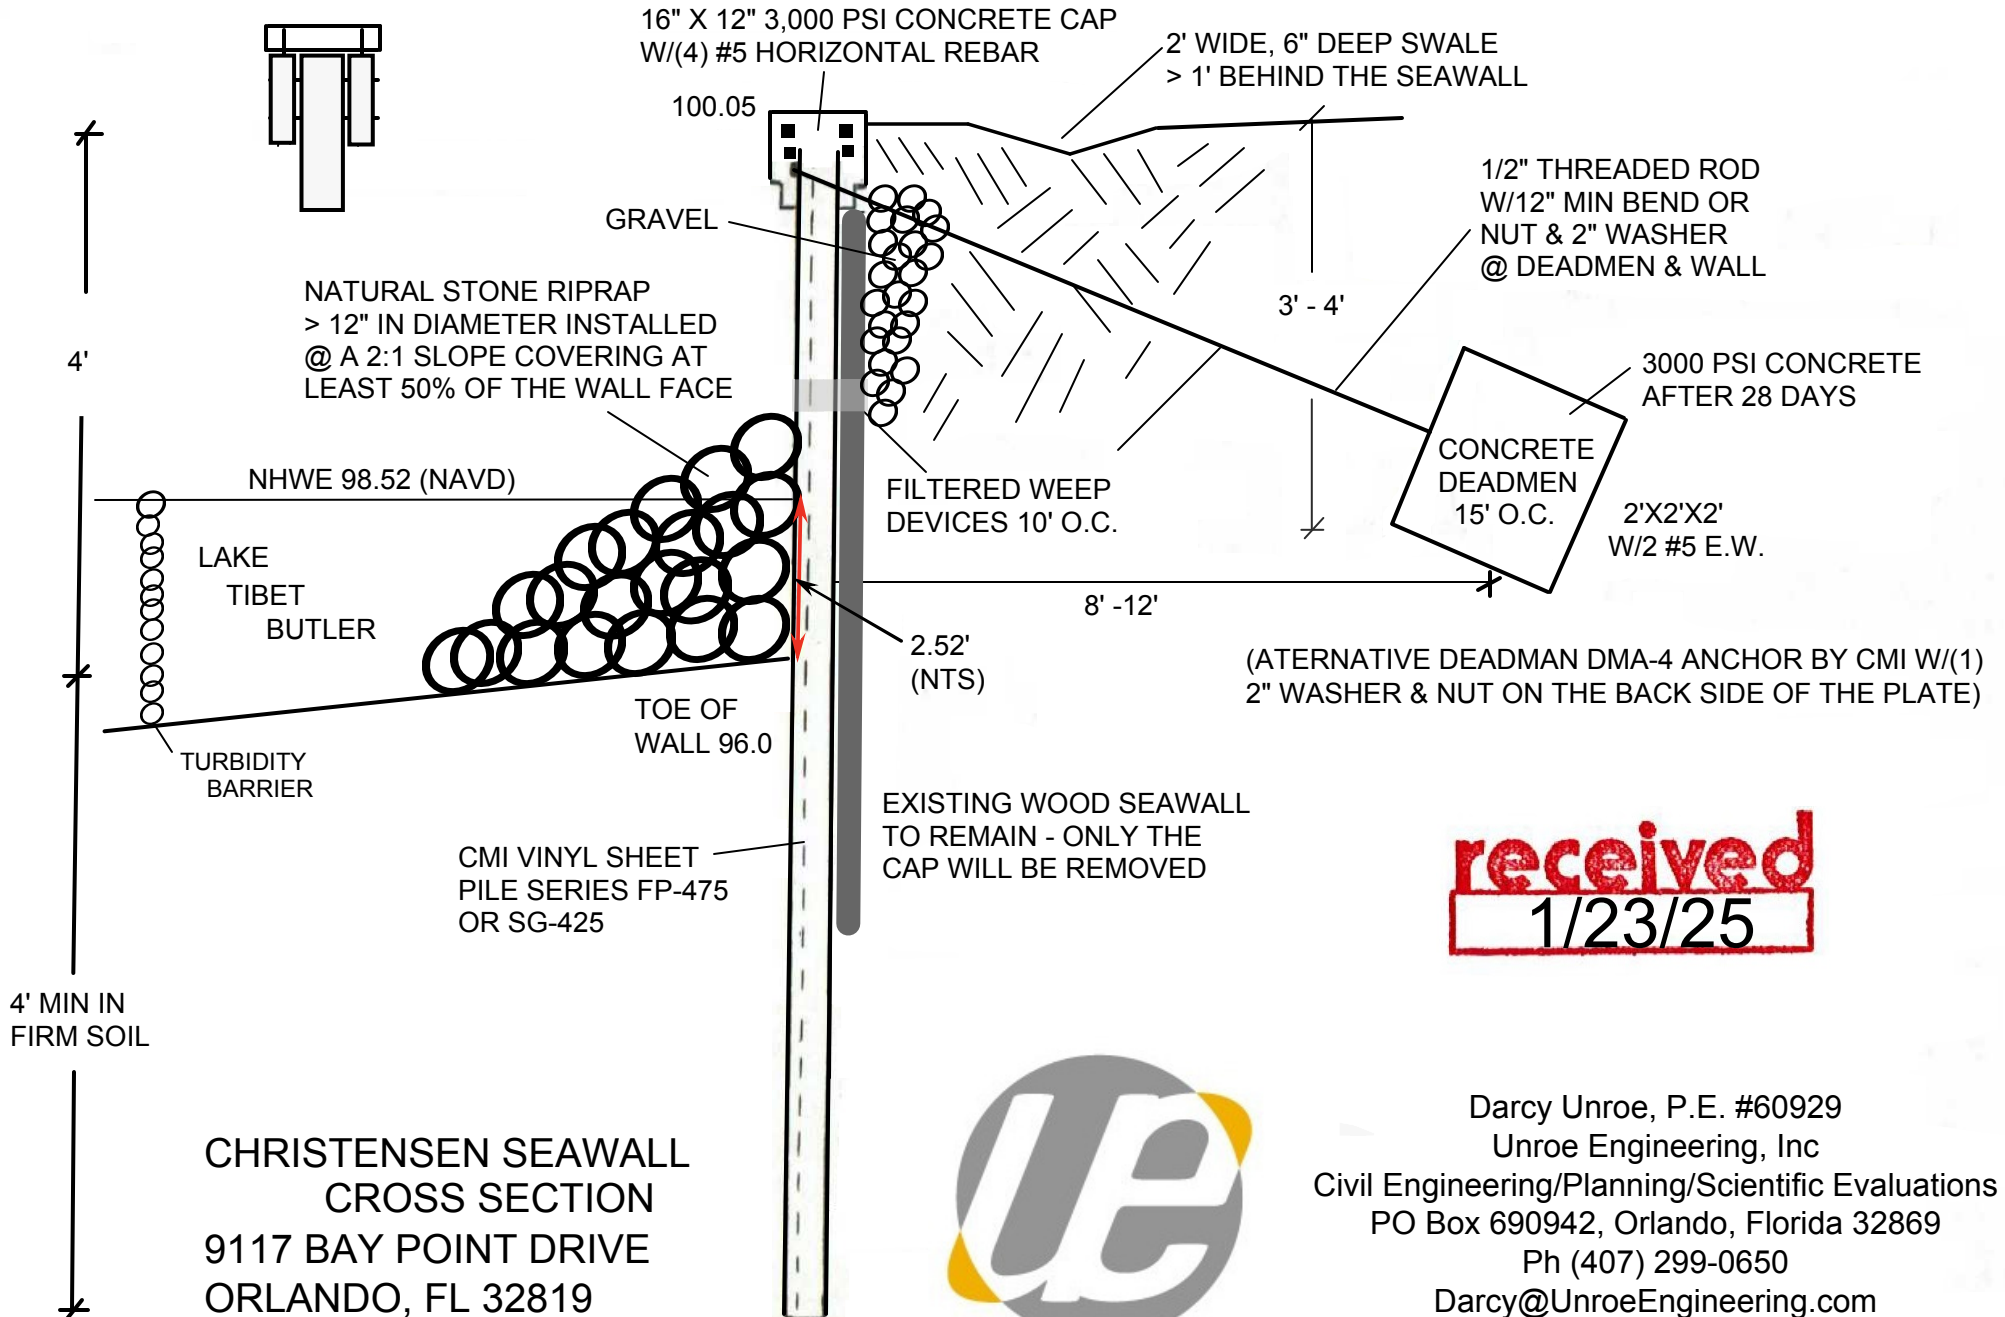 16" X 12" 3,000 PSI CONCRETE CAP
W/(4) #5 HORIZONTAL REBAR
2' WIDE, 6" DEEP SWALE
> 1' BEHIND THE SEAWALL
100.05
1/2" THREADED ROD
W/12" MIN BEND OR
NUT & 2" WASHER
@ DEADMEN & WALL
GRAVEL
3' - 4'
NATURAL STONE RIPRAP
> 12" IN DIAMETER INSTALLED
@ A 2:1 SLOPE COVERING AT
LEAST 50% OF THE WALL FACE
4'
3000 PSI CONCRETE
AFTER 28 DAYS
CONCRETE
DEADMEN
15' O.C.
NHWE 98.52 (NAVD)
FILTERED WEEP
DEVICES 10' O.C.
2'X2'X2'
W/2 #5 E.W.
LAKE
TIBET
BUTLER
8' -12'
2.52'
(NTS)
(ATERNATIVE DEADMAN DMA-4 ANCHOR BY CMI W/(1)
2" WASHER & NUT ON THE BACK SIDE OF THE PLATE)
TOE OF
WALL 96.0
TURBIDITY
BARRIER
EXISTING WOOD SEAWALL
TO REMAIN - ONLY THE
CAP WILL BE REMOVED
CMI VINYL SHEET
PILE SERIES FP-475
OR SG-425
received
1/23/25
4' MIN IN
FIRM SOIL
CHRISTENSEN SEAWALL
CROSS SECTION
9117 BAY POINT DRIVE
ORLANDO, FL 32819
ue
Darcy Unroe, P.E. #60929
Unroe Engineering, Inc
Civil Engineering/Planning/Scientific Evaluations
PO Box 690942, Orlando, Florida 32869
Ph (407) 299-0650
Darcy@UnroeEngineering.com